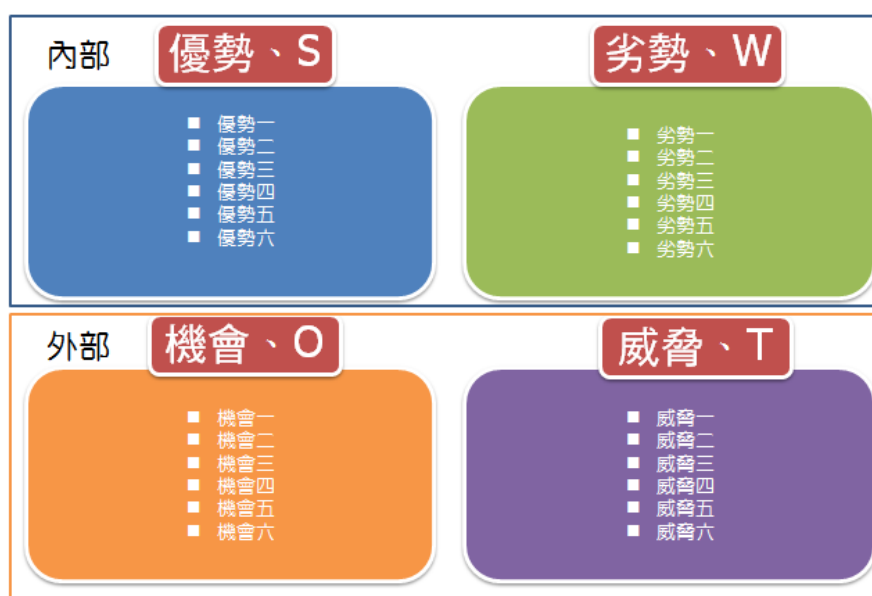 內部
優勢、S
優勢一
優勢二
優勢三
優勢四
優勢五
優勢六
劣勢、W
劣勢一
劣勢二
劣勢三
劣勢四
劣勢五
劣勢六
外部
機會、O
機會一
機會二
機會三
機會四
機會五
機會六
威脅、T
威脅一
威脅二
威脅三
威脅四
威脅五
威脅六